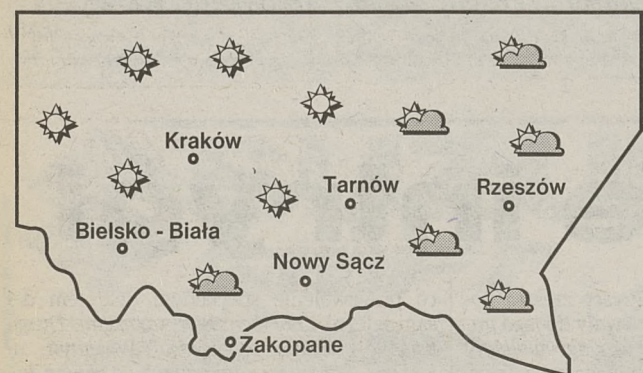 Kraków
Tarnów
Rzeszów
Bielsko - Biała
Nowy Sącz
Zakopane